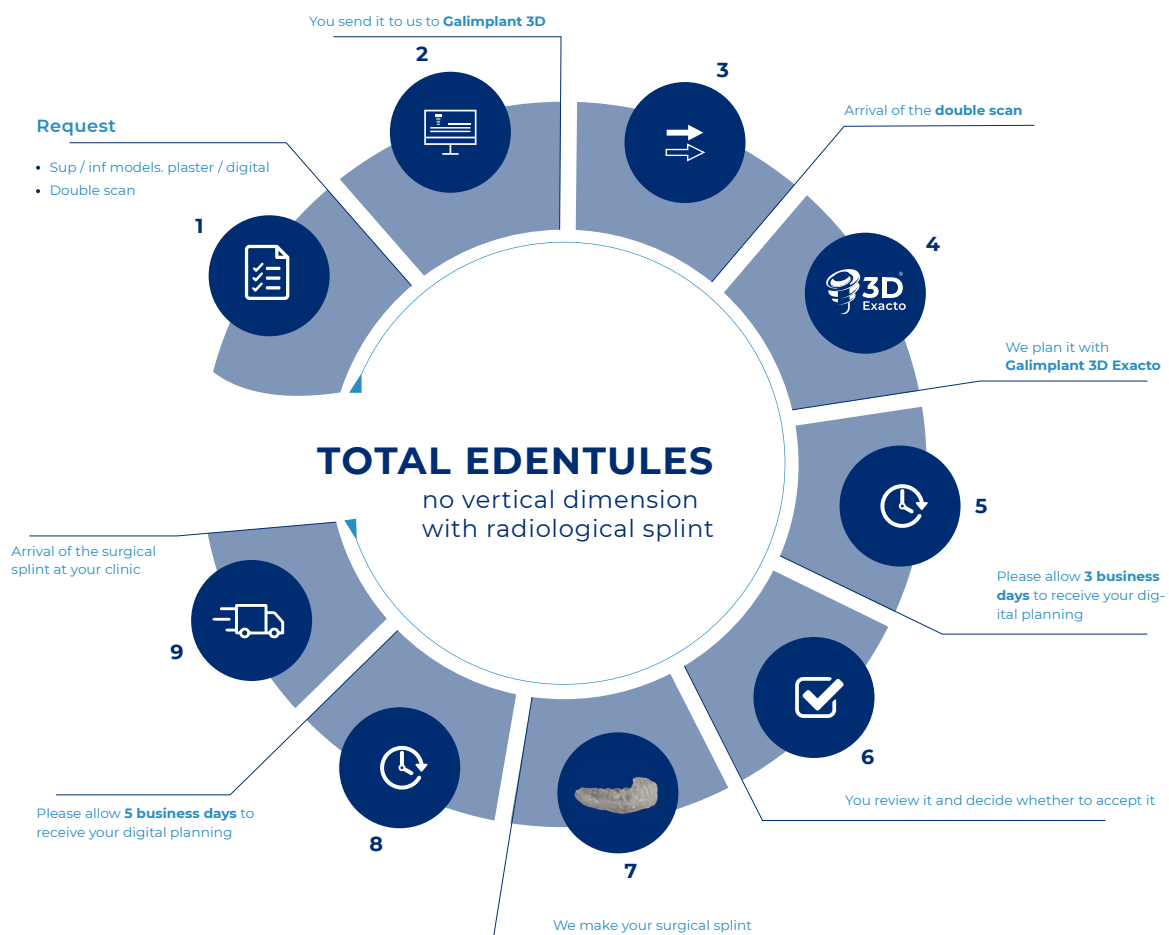 TOTAL EDENTULES
no vertical dimension
with radiological splint
1
Request
• Sup / inf models. plaster / digital
• Double scan
2
You send it to us to Galimplant 3D
3
Arrival of the double scan
4
3D
Exacto
We plan it with
Galimplant 3D Exacto
5
Please allow 3 business
days to receive your dig-
ital planning
6
You review it and decide whether to accept it
7
We make your surgical splint
8
Please allow 5 business days to
receive your digital planning
9
Arrival of the surgical
splint at your clinic